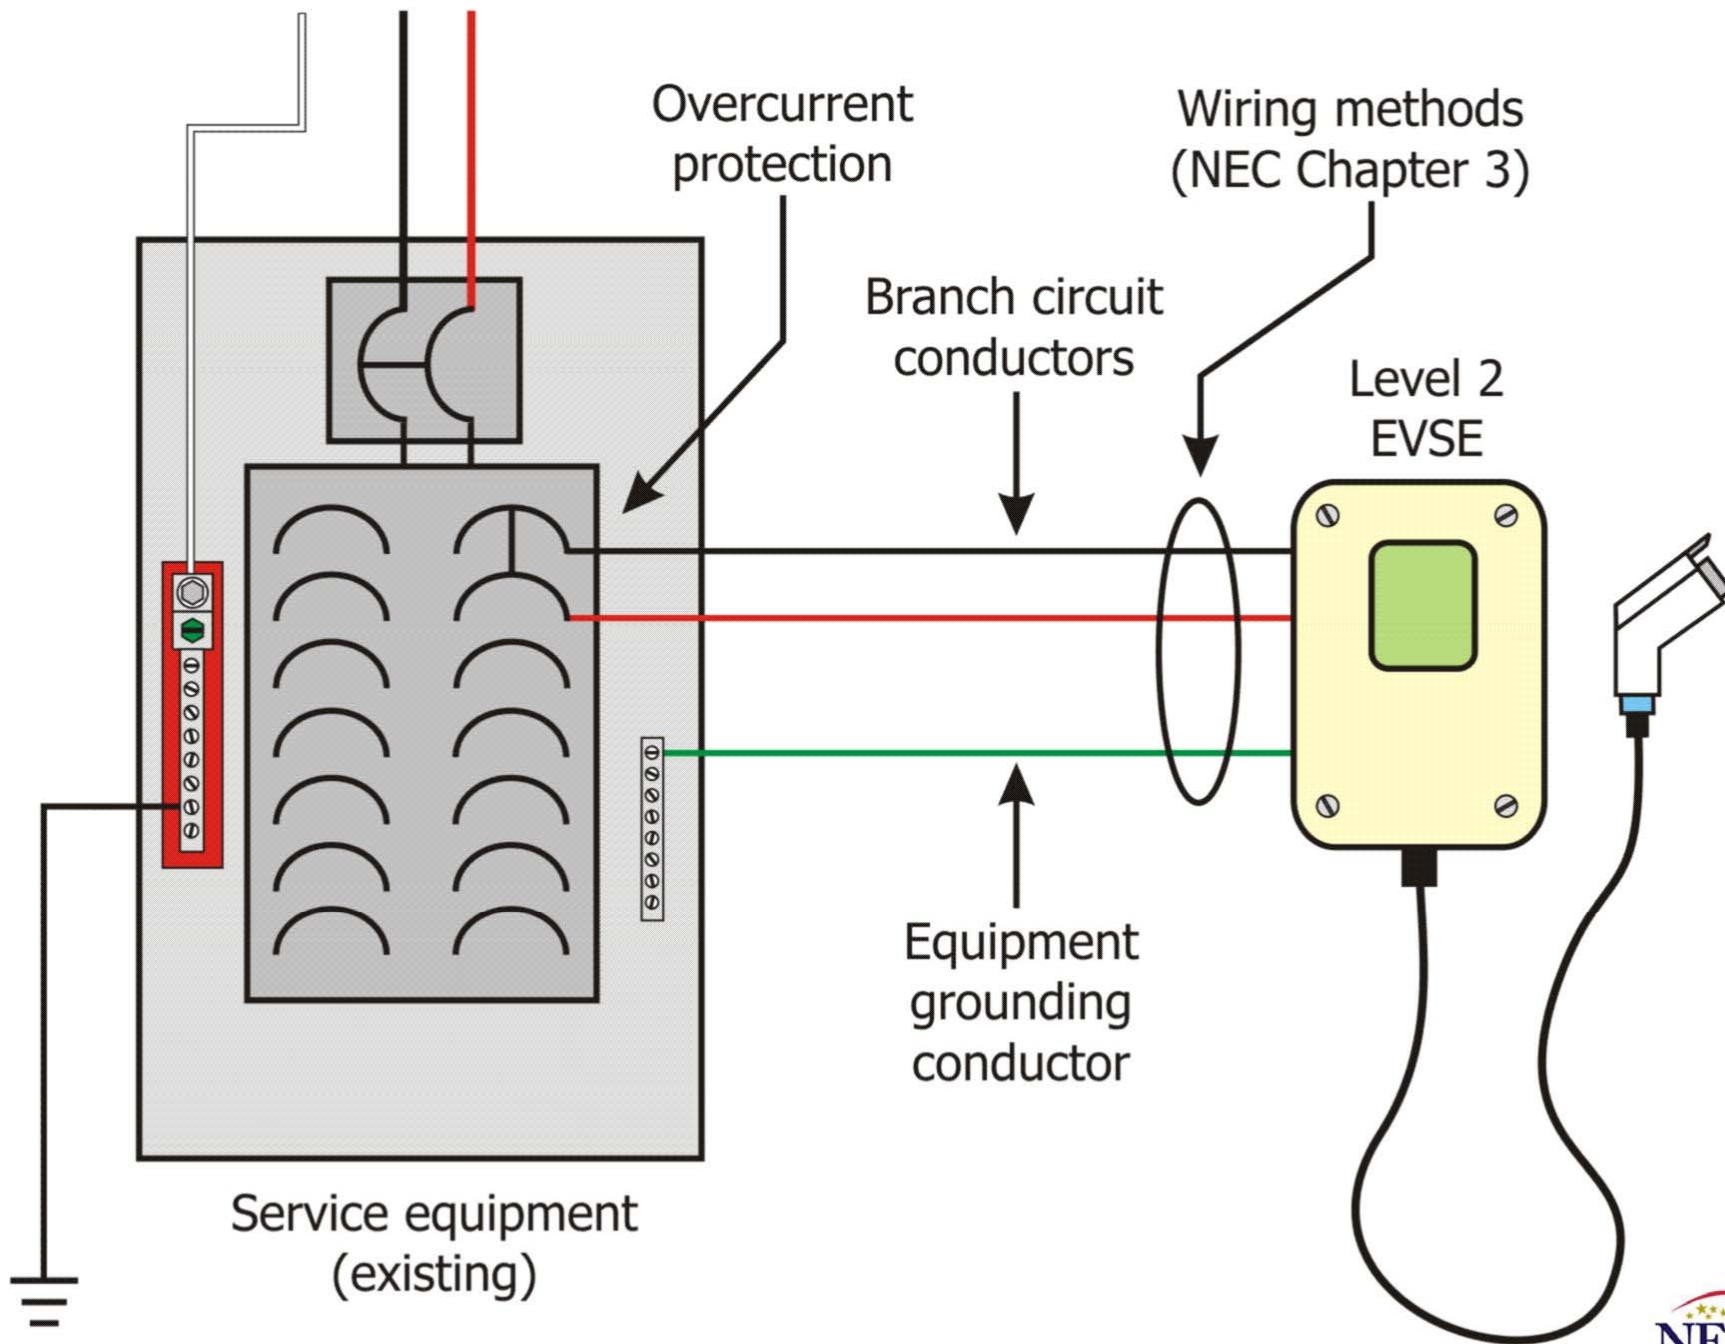 Overcurrent
protection
Wiring methods
(NEC Chapter 3)
Branch circuit
conductors
Level 2
EVSE
Equipment
grounding
conductor
Service equipment
(existing)